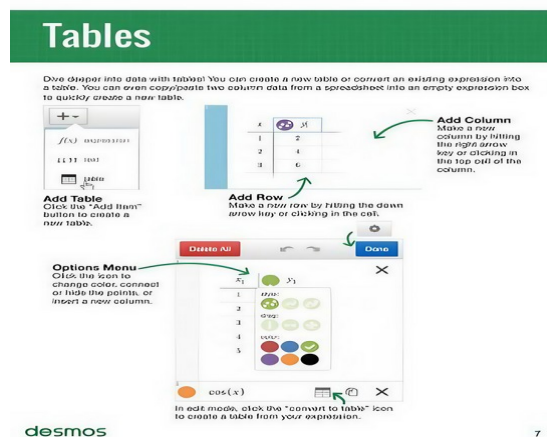 Tables
Dive deeper into data with tables! You can create a new table or convert an existing expression into
a table. You can even copy/paste two column data from a spreadsheet into an empty expression box
to quickly create a new table.
f(x) expression
text
table
Add Table
Click the "Add Item"
button to create a
new table.
x y
1 2
2 4
3 6
Add Column
Make a new
column by hitting
the right arrow
key or clicking in
the top cell of the
column.
Add Row
Make a new row by hitting the down
arrow key or clicking in the cell.
Delete All
Done
Options Menu
Click the icon to
change color, connect
or hide the points, or
insert a new column.
x₁ y₁
1
2
3
4
5
cos(x)
In edit mode, click the "convert to table" icon
to create a table from your expression.
desmos
7